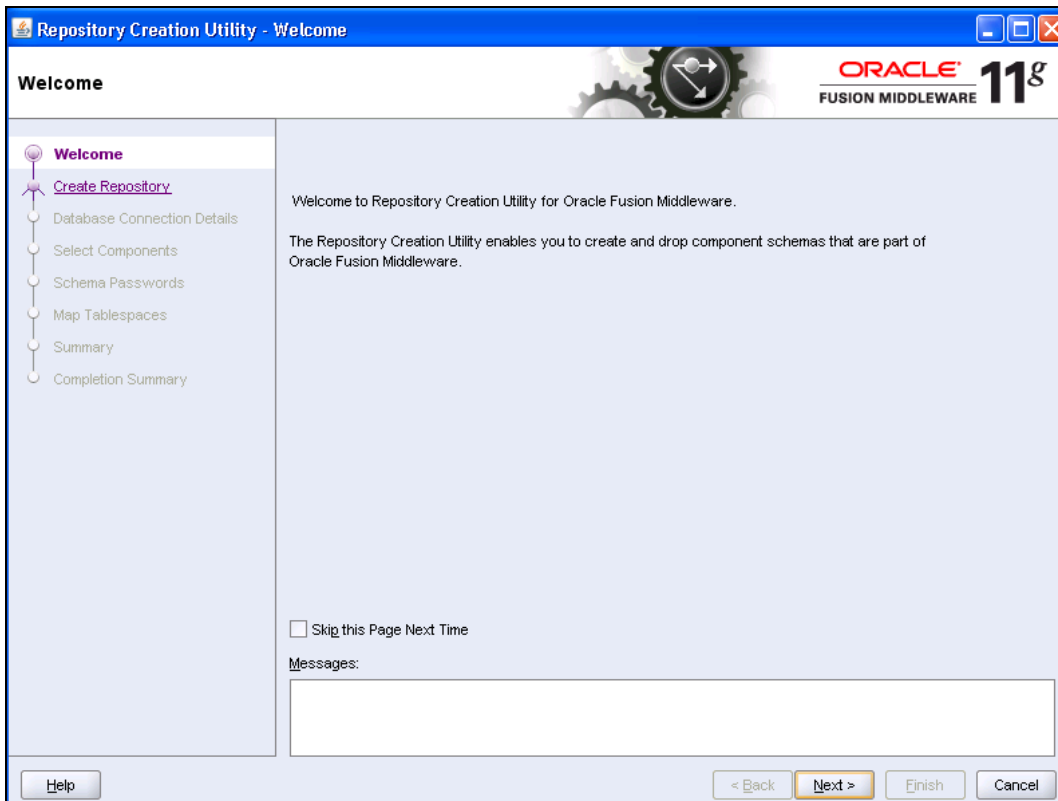 Repository Creation Utility - Welcome
Welcome
ORACLE
FUSION MIDDLEWARE
11g
Welcome
Create Repository
Database Connection Details
Select Components
Schema Passwords
Map Tablespaces
Summary
Completion Summary
Welcome to Repository Creation Utility for Oracle Fusion Middleware.
The Repository Creation Utility enables you to create and drop component schemas that are part of
Oracle Fusion Middleware.
Skip this Page Next Time
Messages:
Help
< Back
Next >
Finish
Cancel